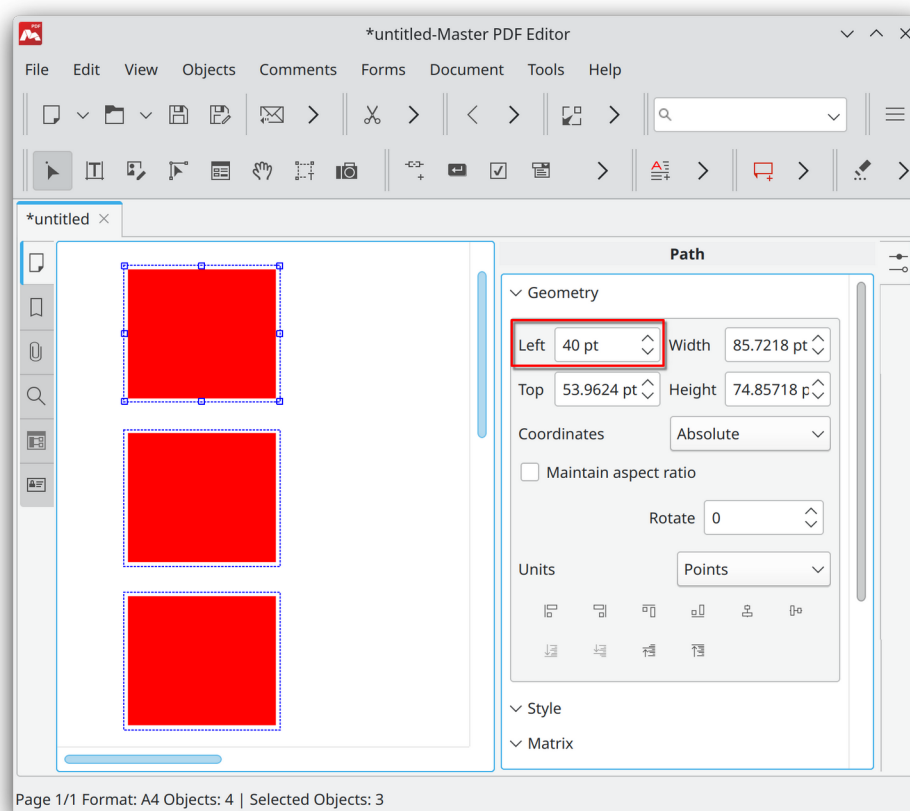 PDF
*untitled-Master PDF Editor
File Edit View Objects Comments Forms Document Tools Help
*untitled
Path
Geometry
Left 40 pt Width 85.7218 pt
Top 53.9624 pt Height 74.85718 p
Coordinates Absolute
Maintain aspect ratio
Rotate 0
Units Points
Style
Matrix
Page 1/1 Format: A4 Objects: 4 | Selected Objects: 3